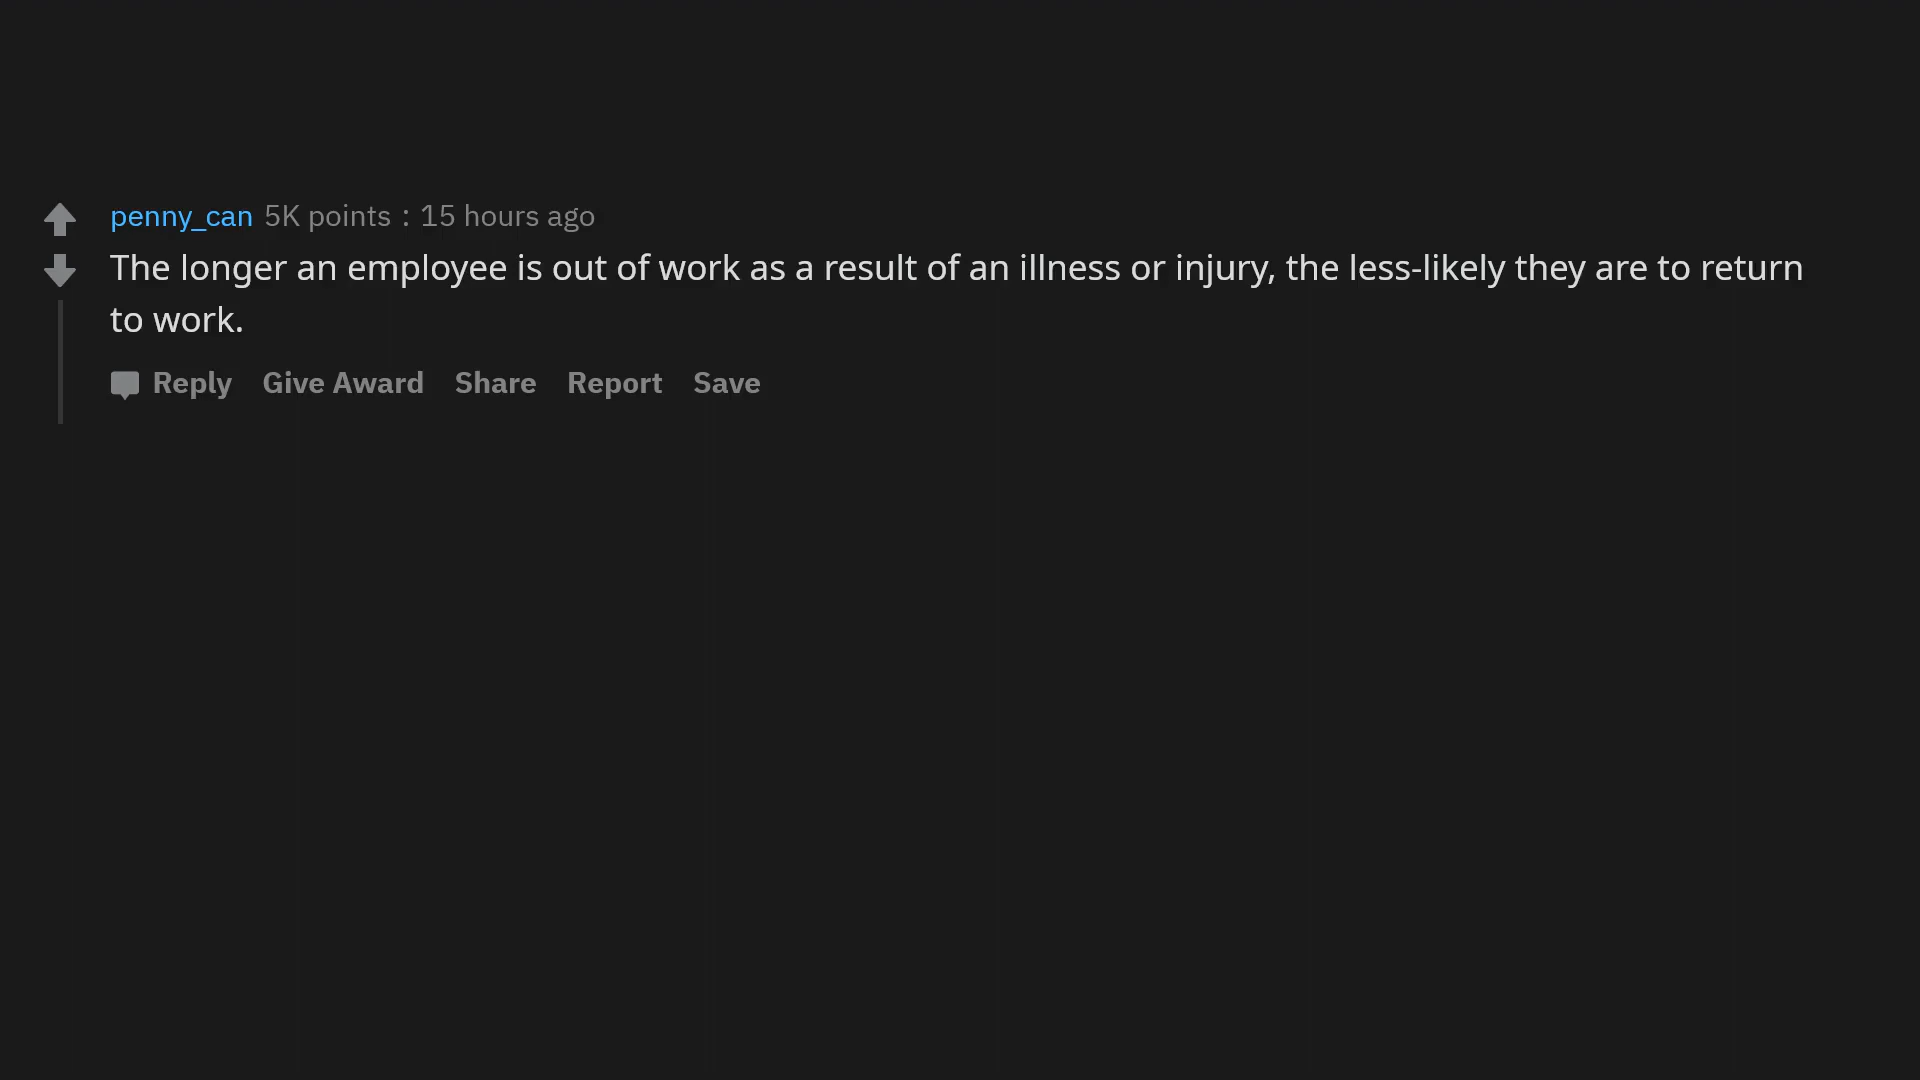 penny_can 5K points : 15 hours ago
The longer an employee is out of work as a result of an illness or injury, the less-likely they are to return
to work.
Reply Give Award Share Report Save